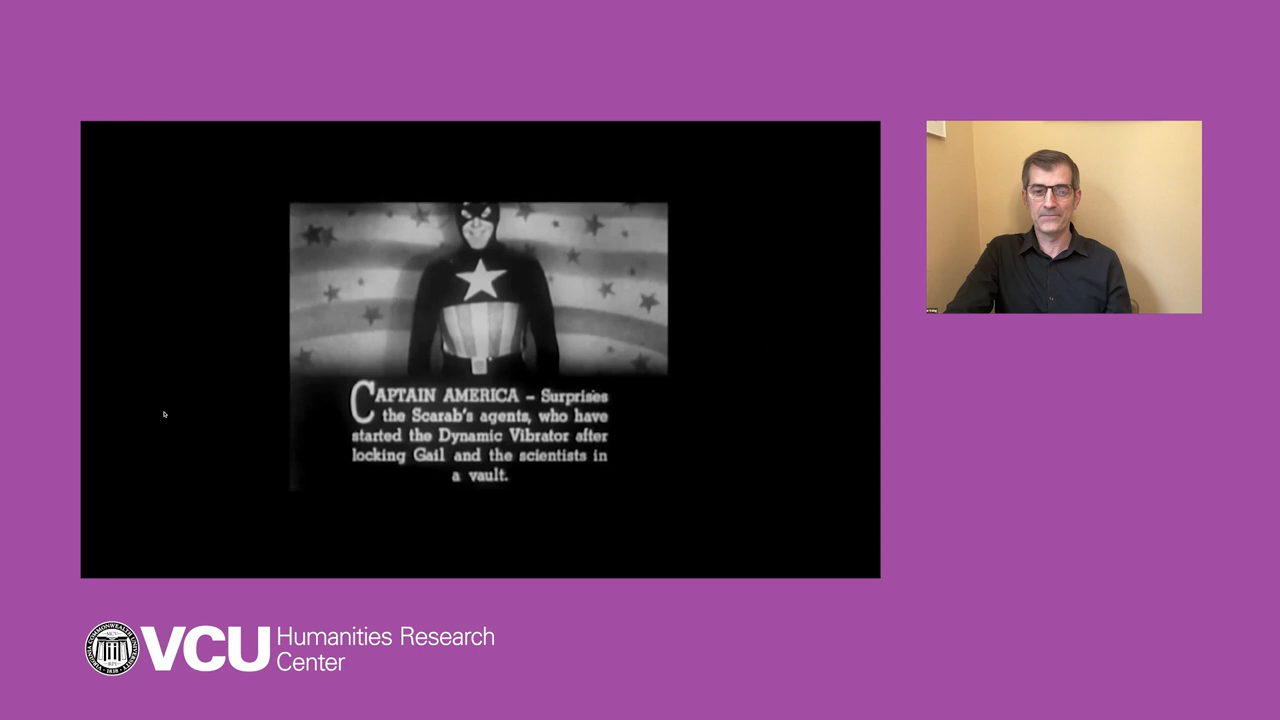 CAPTAIN AMERICA – Surprises
the Scarab's agents, who have
started the Dynamic Vibrator after
locking Gail and the scientists in
a vault.
VCU Humanities Research
Center